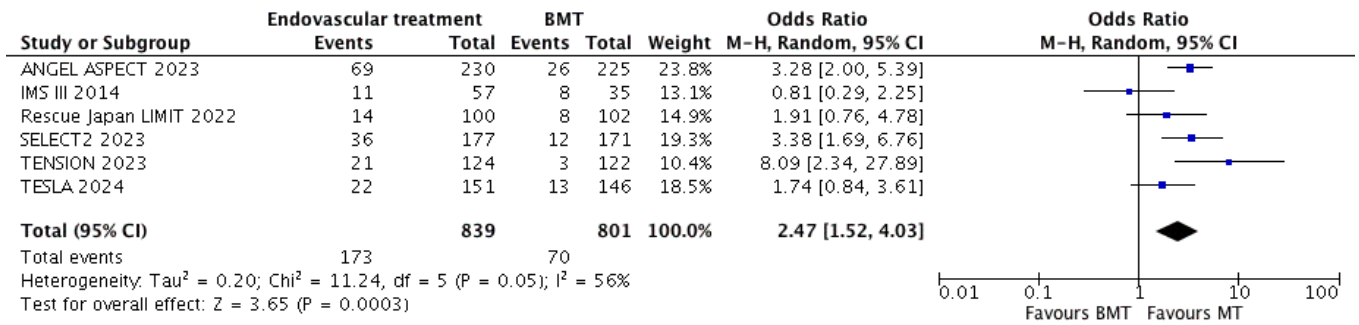 Endovascular treatment BMT Odds Ratio Odds Ratio
Study or Subgroup Events Total Events Total Weight M-H, Random, 95% CI M-H, Random, 95% CI
ANGEL ASPECT 2023 69 230 26 225 23.8% 3.28 [2.00, 5.39]
IMS III 2014 11 57 8 35 13.1% 0.81 [0.29, 2.25]
Rescue Japan LIMIT 2022 14 100 8 102 14.9% 1.91 [0.76, 4.78]
SELECT2 2023 36 177 12 171 19.3% 3.38 [1.69, 6.76]
TENSION 2023 21 124 3 122 10.4% 8.09 [2.34, 27.89]
TESLA 2024 22 151 13 146 18.5% 1.74 [0.84, 3.61]
Total (95% CI) 839 801 100.0% 2.47 [1.52, 4.03]
Total events 173 70
Heterogeneity: Tau² = 0.20; Chi² = 11.24, df = 5 (P = 0.05); I² = 56%
Test for overall effect: Z = 3.65 (P = 0.0003)
0.01 0.1 1 10 100
Favours BMT Favours MT